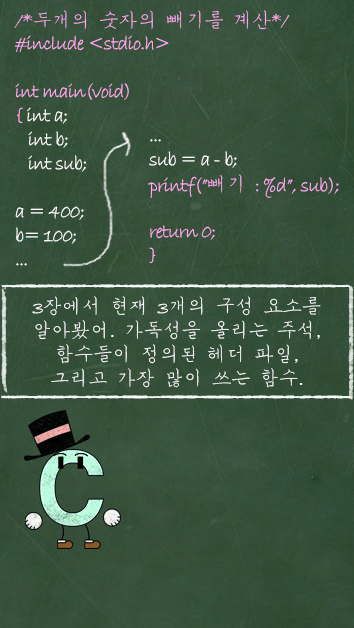 /*두개의 숫자의 빼기를 계산*/
#include <stdio.h>
int main(void)
{ int a;
int b;
int sub;
a = 400;
b= 100;
...
...
sub = a - b;
printf("빼기 : %d", sub);
return 0;
}
3장에서 현재 3개의 구성 요소를
알아봤어. 가독성을 올리는 주석,
함수들이 정의된 헤더 파일,
그리고 가장 많이 쓰는 함수.
C